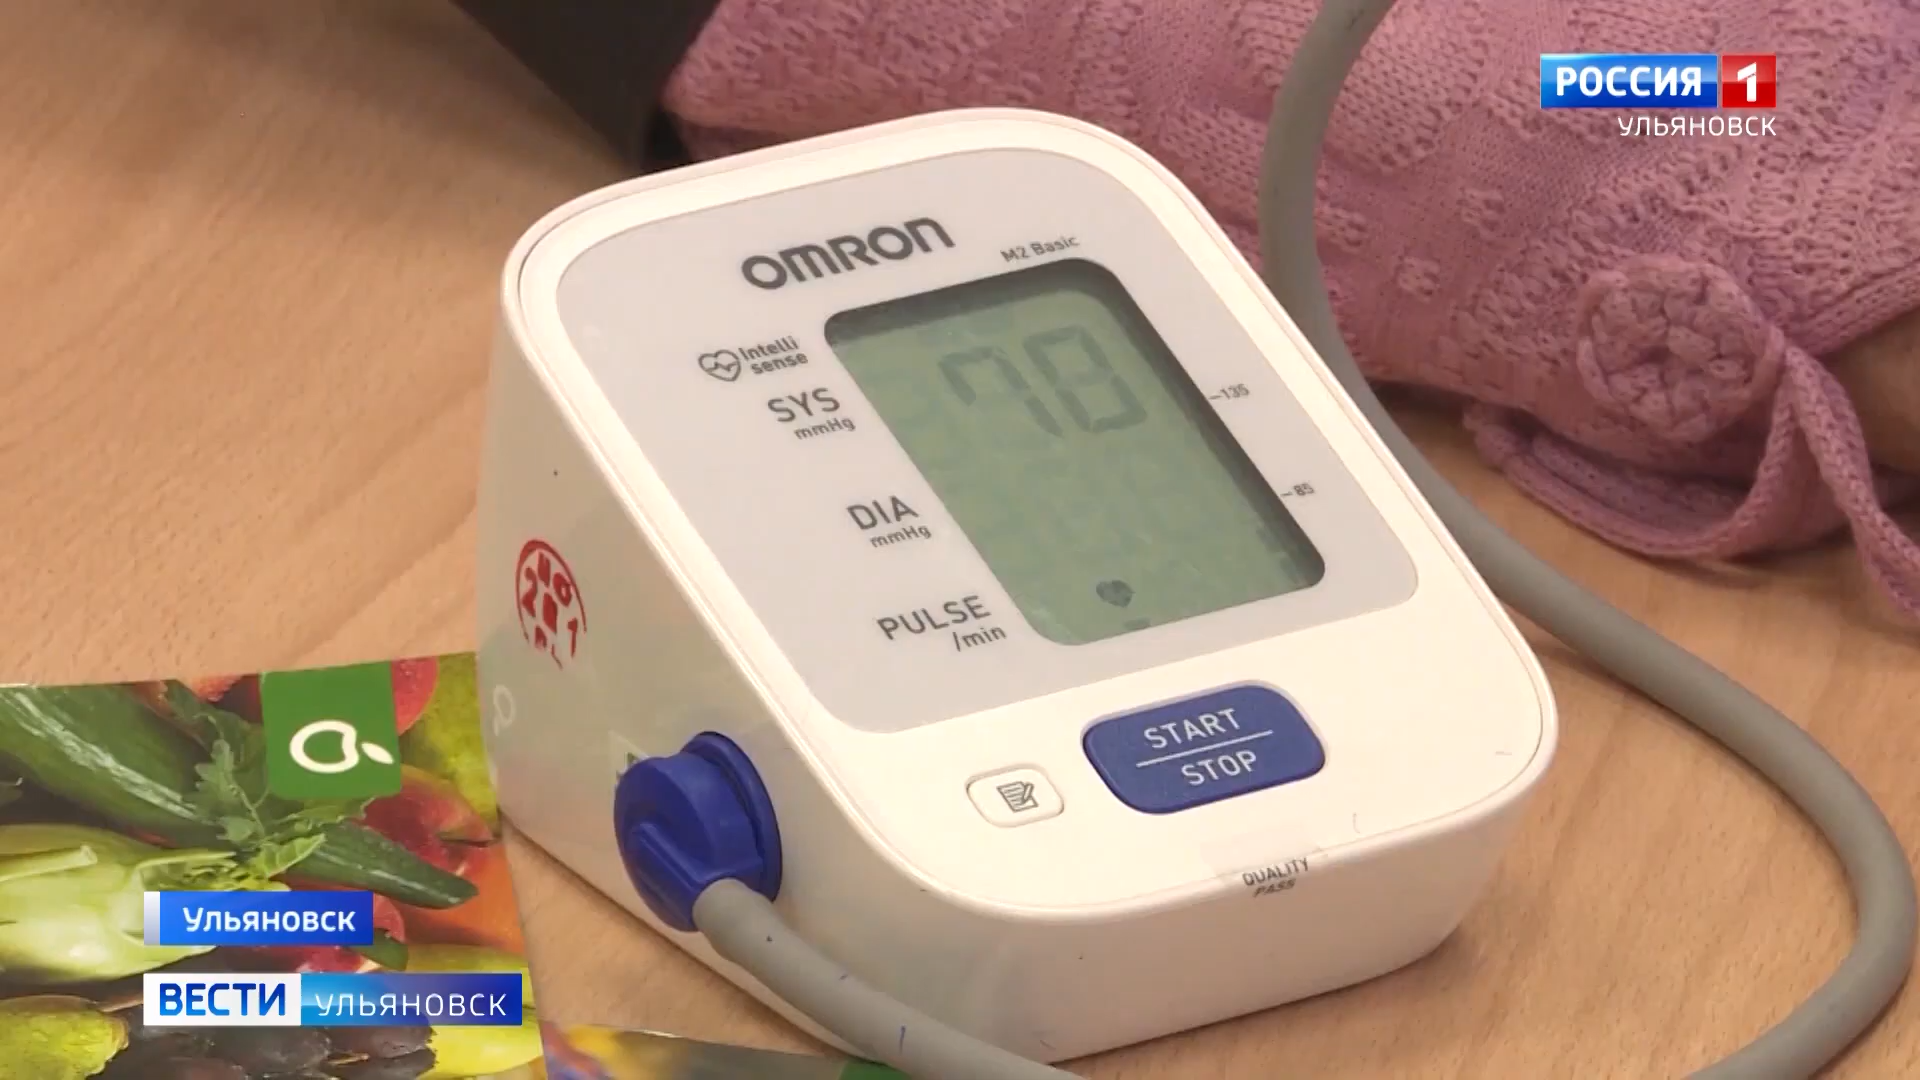 РОССИЯ 1
УЛЬЯНОВСК
OMRON
M2 Basic
intelli
sense
SYS
mmHg
78
-135
DIA
mmHg
-85
PULSE
/min
START
STOP
QUALITY
PASS
Ульяновск
ВЕСТИ УЛЬЯНОВСК